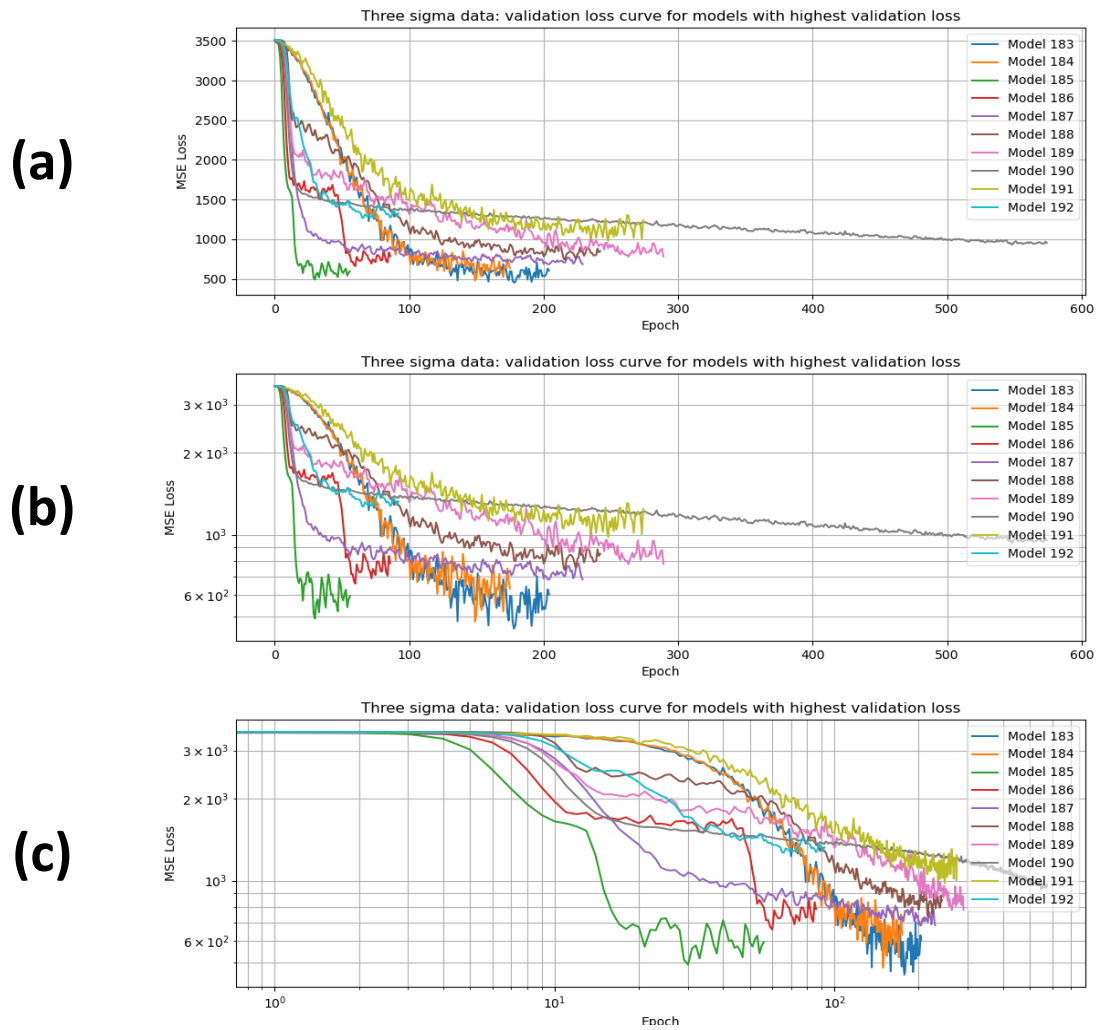 (a)
Three sigma data: validation loss curve for models with highest validation loss
MSE Loss
3500
3000
2500
2000
1500
1000
500
0
100
200
300
400
500
600
Epoch
Model 183
Model 184
Model 185
Model 186
Model 187
Model 188
Model 189
Model 190
Model 191
Model 192
(b)
Three sigma data: validation loss curve for models with highest validation loss
MSE Loss
3 × 10³
2 × 10³
10³
6 × 10²
0
100
200
300
400
500
600
Epoch
Model 183
Model 184
Model 185
Model 186
Model 187
Model 188
Model 189
Model 190
Model 191
Model 192
(c)
Three sigma data: validation loss curve for models with highest validation loss
MSE Loss
3 × 10³
2 × 10³
10³
6 × 10²
10⁰
10¹
10²
Epoch
Model 183
Model 184
Model 185
Model 186
Model 187
Model 188
Model 189
Model 190
Model 191
Model 192